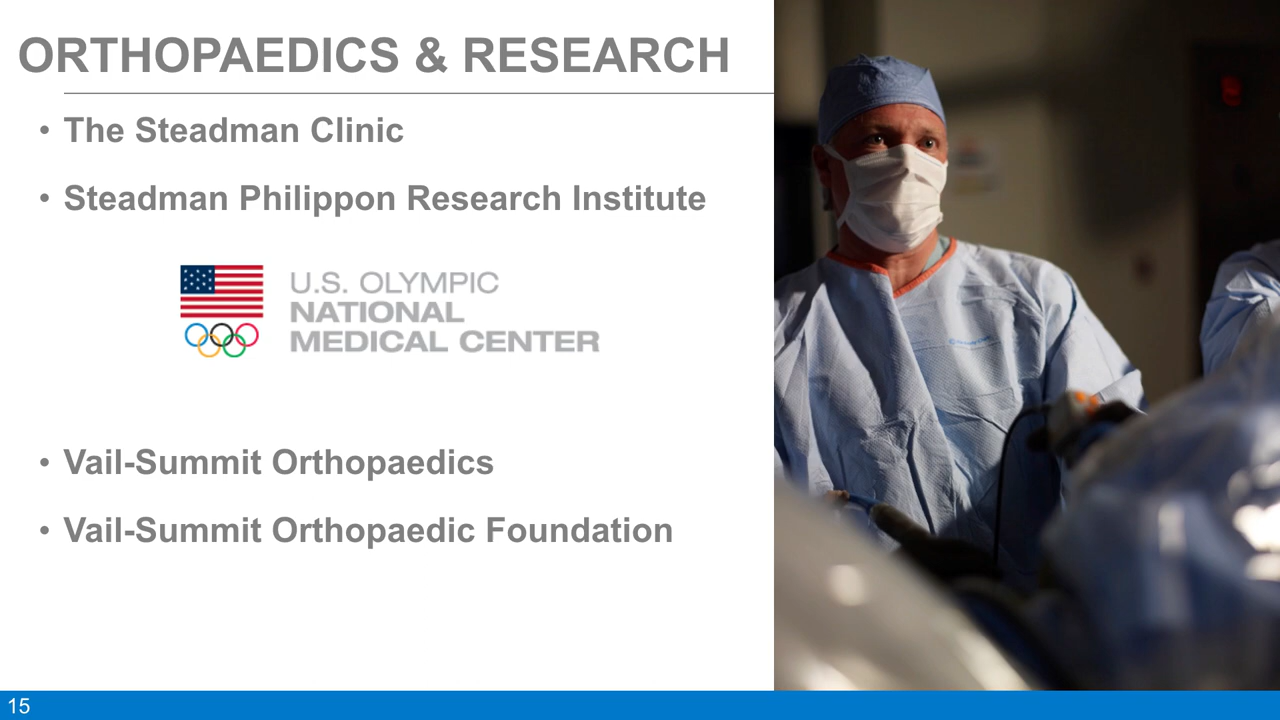 ORTHOPAEDICS & RESEARCH
• The Steadman Clinic
• Steadman Philippon Research Institute
U.S. OLYMPIC
NATIONAL
MEDICAL CENTER
• Vail-Summit Orthopaedics
• Vail-Summit Orthopaedic Foundation
15